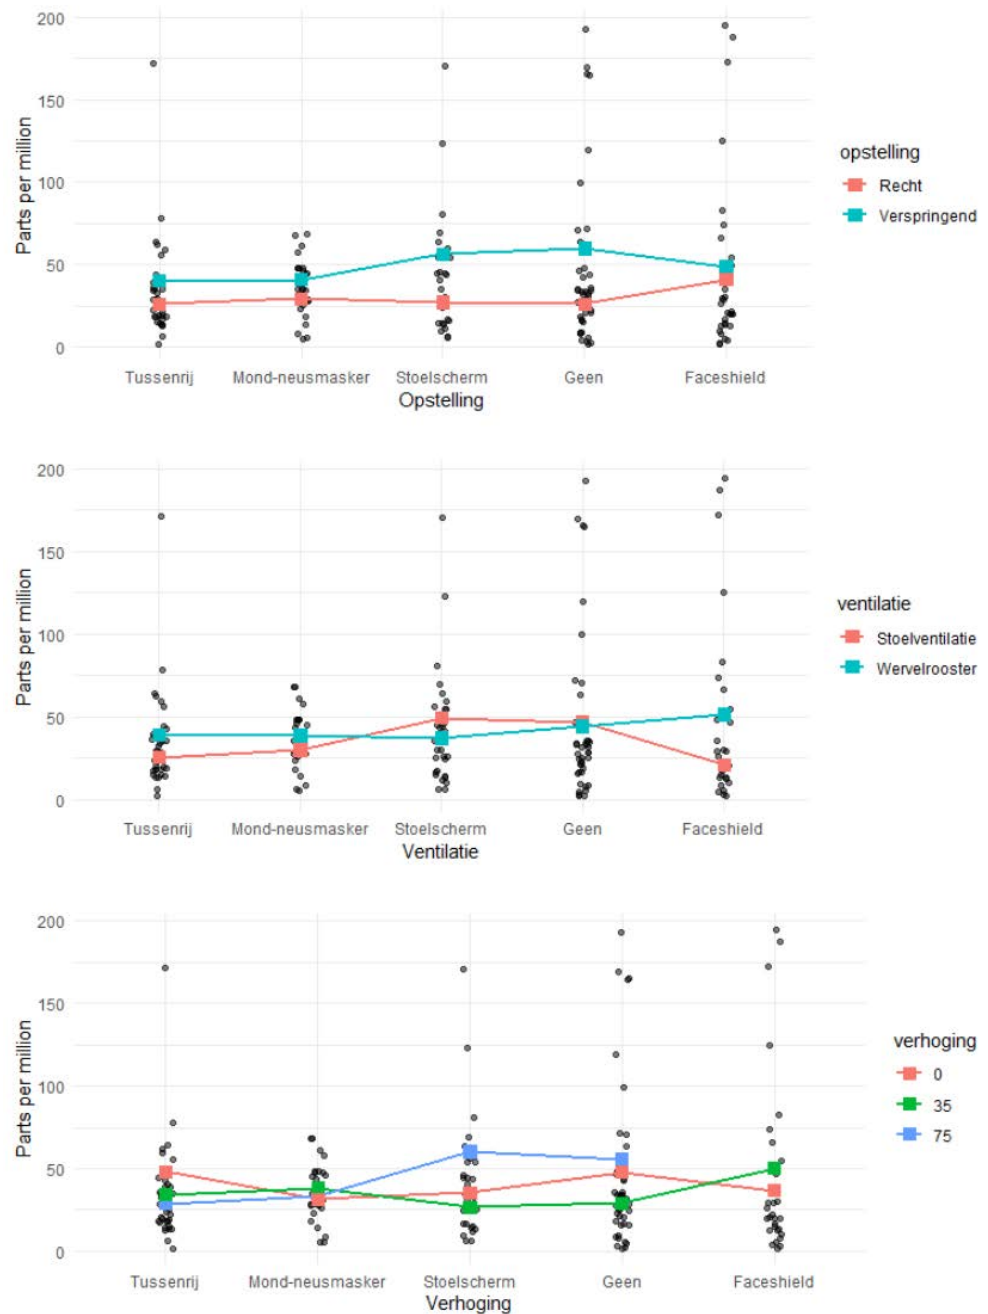 200
150
100
50
0
Parts per million
Tussenrij Mond-neusmasker Stoelscherm Geen Faceshield
Opstelling
opstelling
Recht
Verspringend
200
150
100
50
0
Parts per million
Tussenrij Mond-neusmasker Stoelscherm Geen Faceshield
Ventilatie
ventilatie
Stoelventilatie
Wervelrooster
200
150
100
50
0
Parts per million
Tussenrij Mond-neusmasker Stoelscherm Geen Faceshield
Verhoging
verhoging
0
35
75